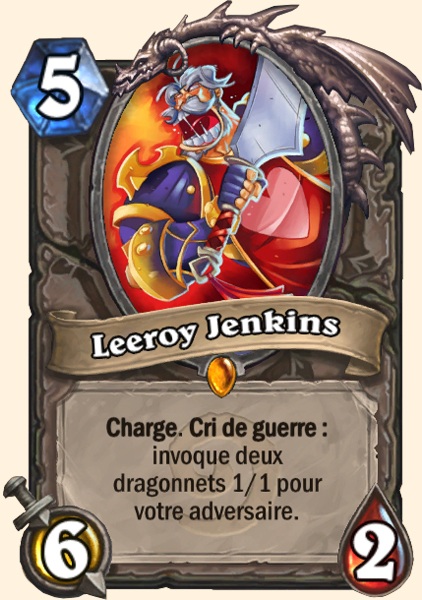 5
Leeroy Jenkins
Charge. Cri de guerre :
invoque deux
dragonnets 1/1 pour
votre adversaire.
6
2